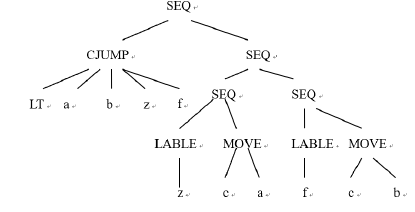 SEQ
CJUMP SEQ
LT a b z f SEQ SEQ
LABLE MOVE LABLE MOVE
z c a f c b